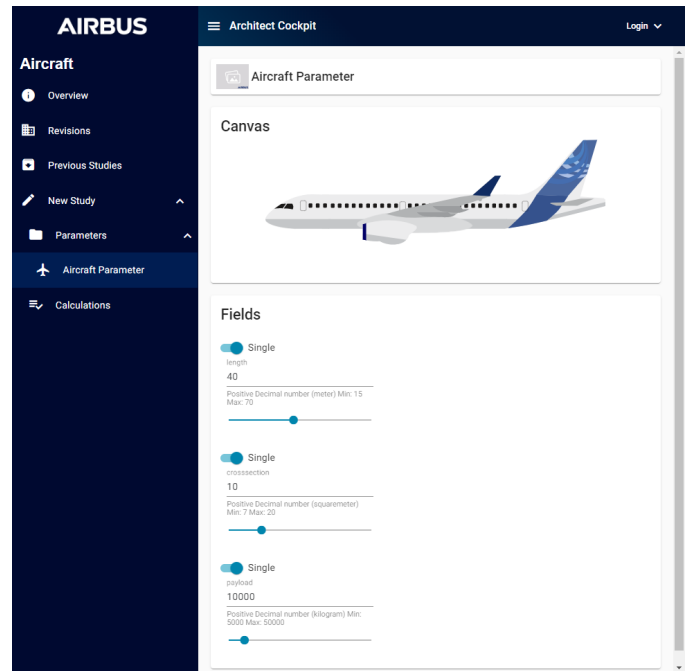 AIRBUS
Architect Cockpit
Login
Aircraft
Overview
Revisions
Previous Studies
New Study
Parameters
Aircraft Parameter
Calculations
Aircraft Parameter
Canvas
Fields
Single
length
40
Positive Decimal number (meter) Min: 15
Max: 70
Single
crosssection
10
Positive Decimal number (squaremeter)
Min: 7 Max: 20
Single
payload
10000
Positive Decimal number (kilogram) Min:
5000 Max: 50000